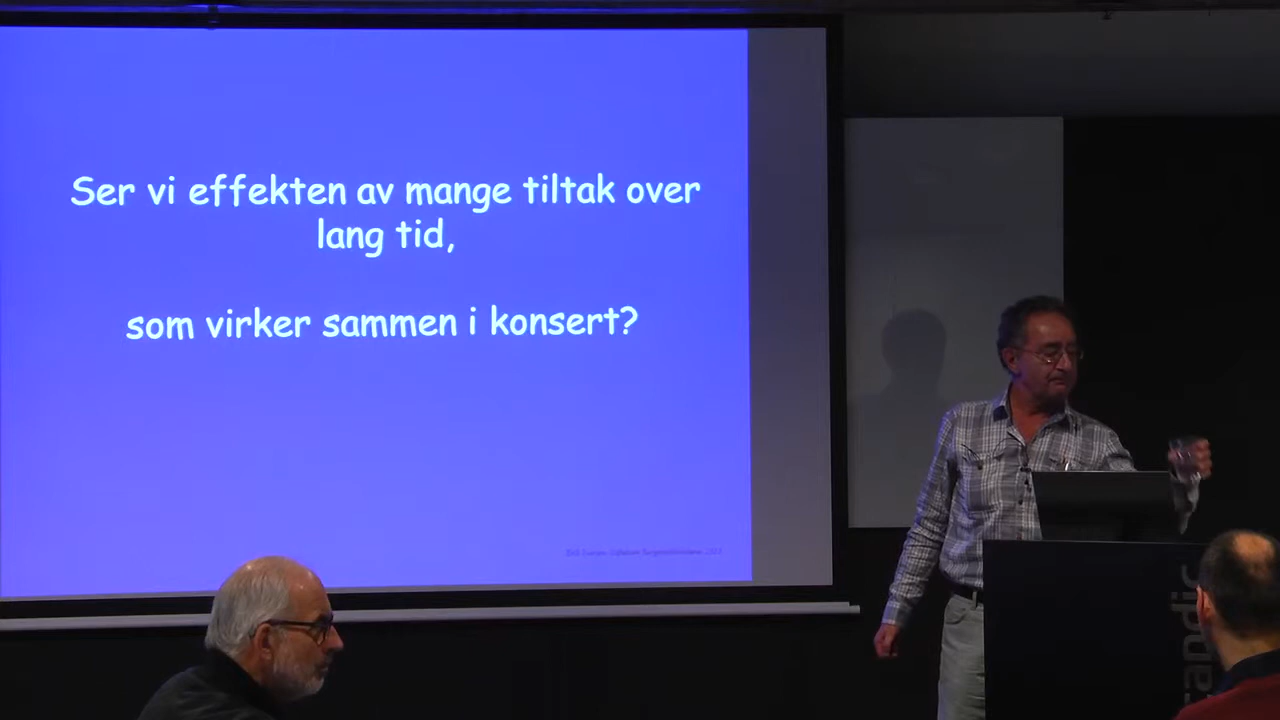 Ser vi effekten av mange tiltak over
lang tid,
som virker sammen i konsert?